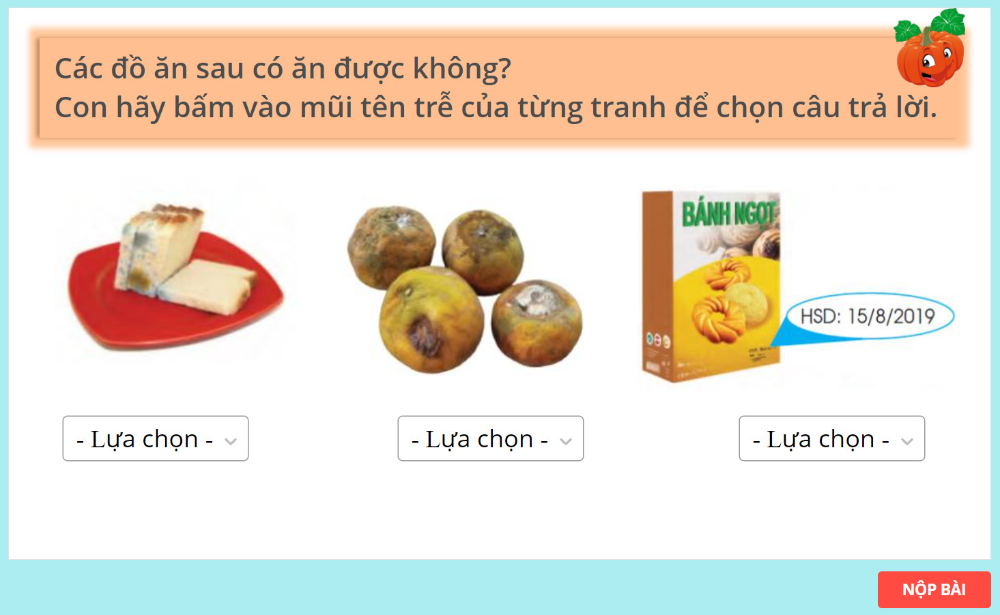 Các đồ ăn sau có ăn được không?
Con hãy bấm vào mũi tên trễ của từng tranh để chọn câu trả lời.
BÁNH NGỌT
HSD: 15/8/2019
- Lựa chọn -
- Lựa chọn -
- Lựa chọn -
NỘP BÀI